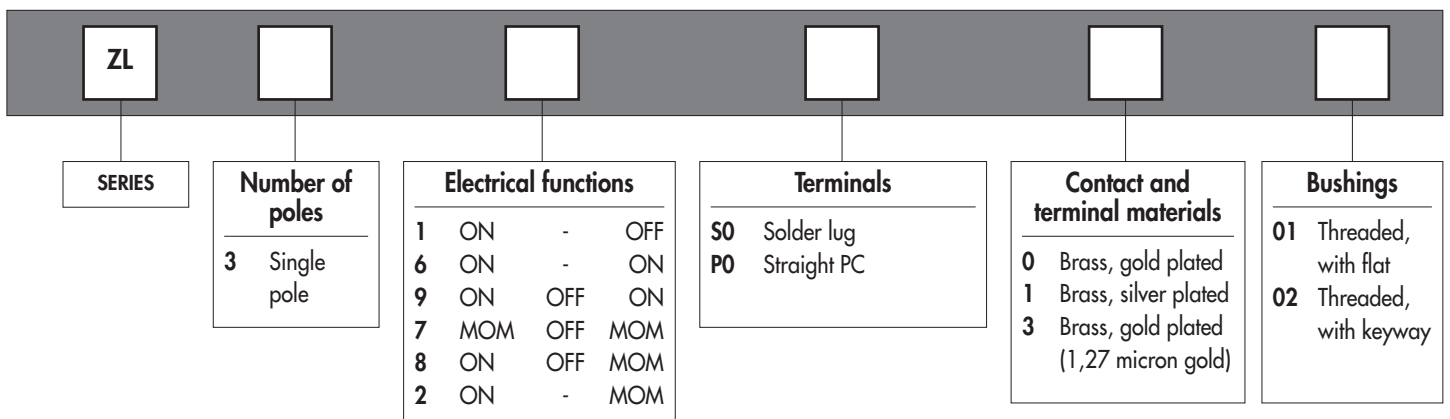 ZL
SERIES
Number of
poles
3 Single
pole
Electrical functions
1 ON - OFF
6 ON - ON
9 ON OFF ON
7 MOM OFF MOM
8 ON OFF MOM
2 ON - MOM
Terminals
S0 Solder lug
P0 Straight PC
Contact and
terminal materials
0 Brass, gold plated
1 Brass, silver plated
3 Brass, gold plated
(1,27 micron gold)
Bushings
01 Threaded,
with flat
02 Threaded,
with keyway